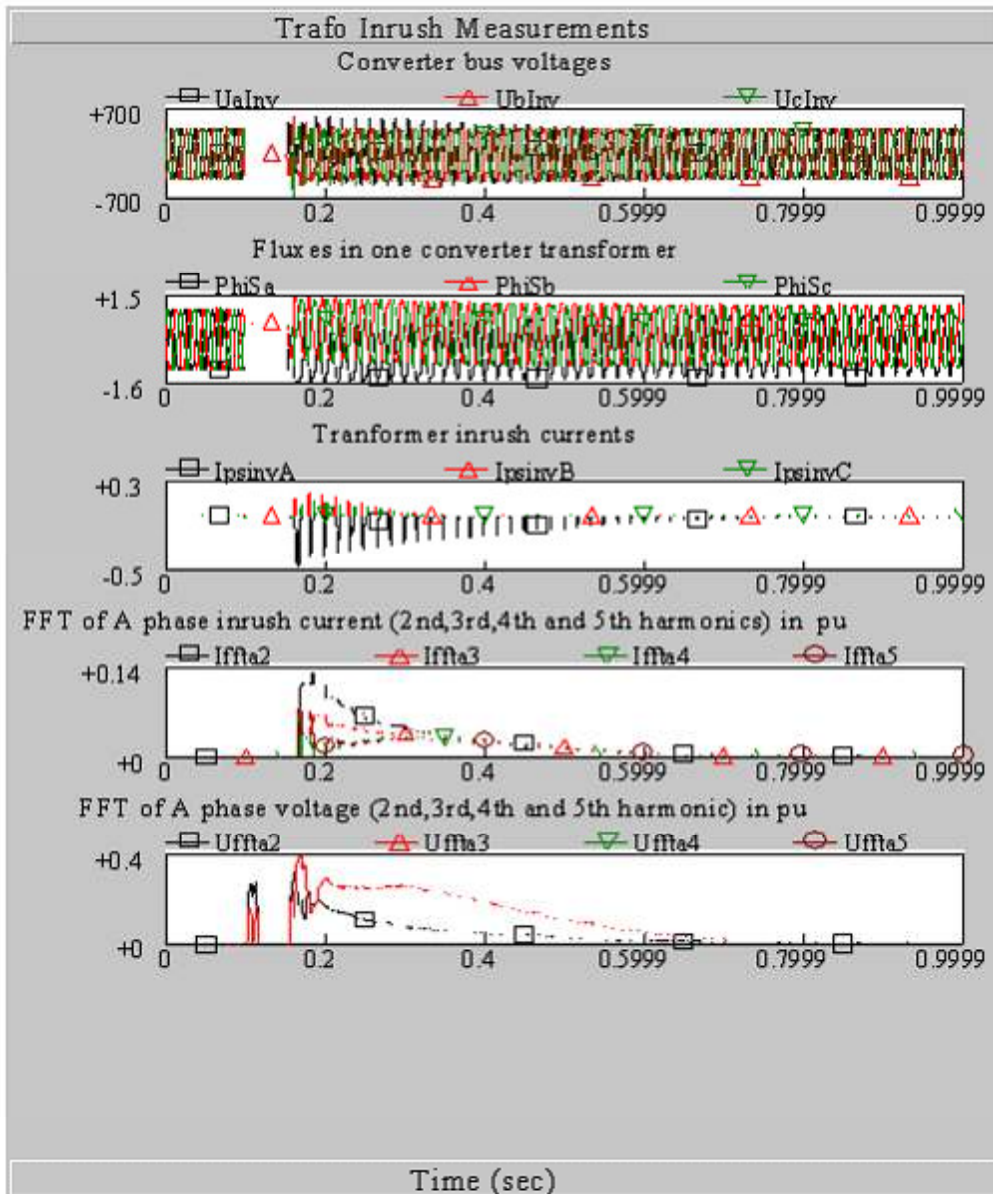 Trafo Inrush Measurements
Converter bus voltages
UaInv UbInv UcInv
+700
-700
0 0.2 0.4 0.5999 0.7999 0.9999
Fluxes in one converter transformer
PhiSa PhiSb PhiSc
+1.5
-1.6
0 0.2 0.4 0.5999 0.7999 0.9999
Tranformer inrush currents
IpsinvA IpsinvB IpsinvC
+0.3
-0.5
0 0.2 0.4 0.5999 0.7999 0.9999
FFT of A phase inrush current (2nd,3rd,4th and 5th harmonics) in pu
Iffta2 Iffta3 Iffta4 Iffta5
+0.14
+0
0 0.2 0.4 0.5999 0.7999 0.9999
FFT of A phase voltage (2nd,3rd,4th and 5th harmonic) in pu
Uffta2 Uffta3 Uffta4 Uffta5
+0.4
+0
0 0.2 0.4 0.5999 0.7999 0.9999
Time (sec)